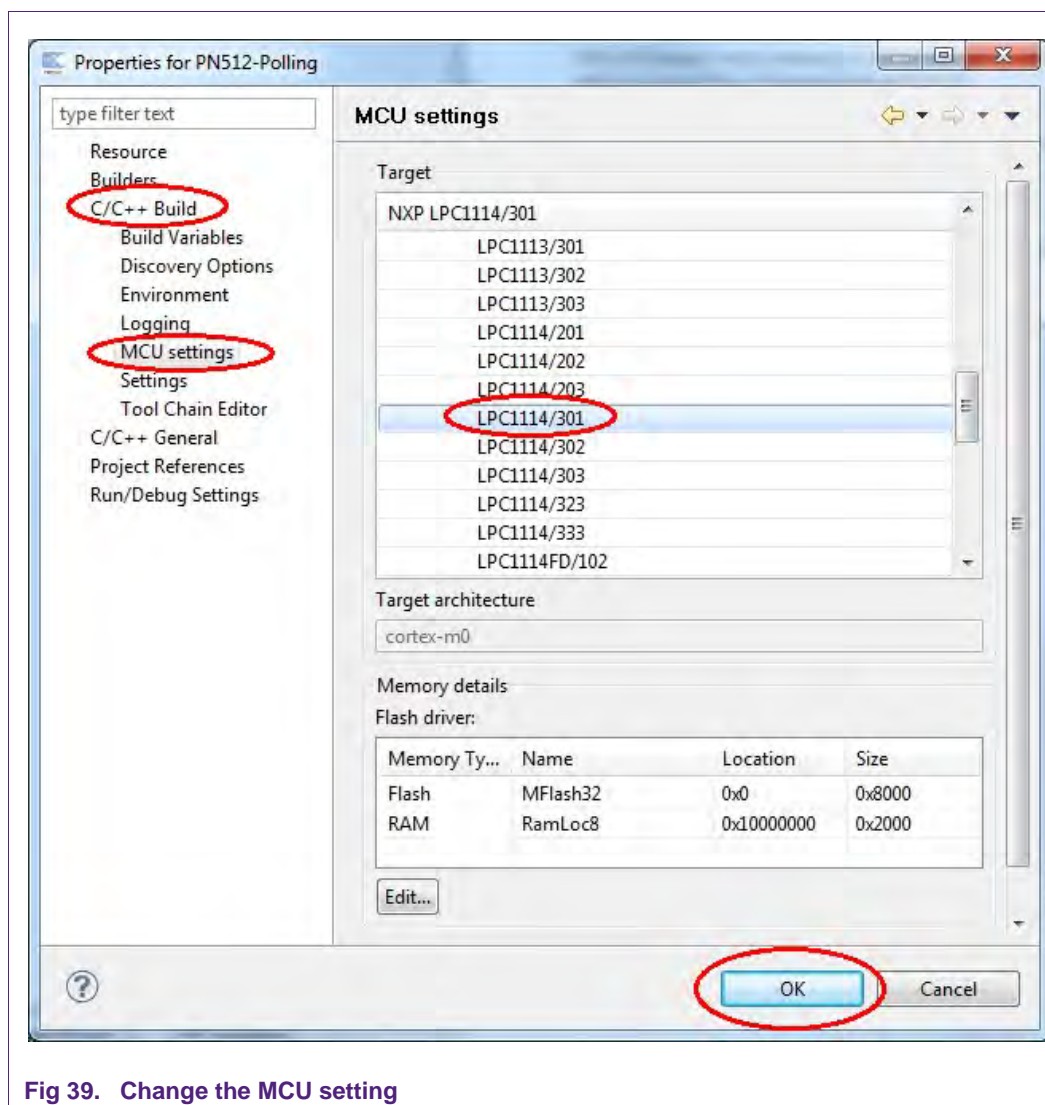 Properties for PN512-Polling
type filter text
Resource
Builders
C/C++ Build
Build Variables
Discovery Options
Environment
Logging
MCU settings
Settings
Tool Chain Editor
C/C++ General
Project References
Run/Debug Settings
MCU settings
Target
NXP LPC1114/301
LPC1113/301
LPC1113/302
LPC1113/303
LPC1114/201
LPC1114/202
LPC1114/203
LPC1114/301
LPC1114/302
LPC1114/303
LPC1114/323
LPC1114/333
LPC1114FD/102
Target architecture
cortex-m0
Memory details
Flash driver:
Memory Ty... Name Location Size
Flash MFlash32 0x0 0x8000
RAM RamLoc8 0x10000000 0x2000
Edit...
? OK Cancel
Fig 39. Change the MCU setting